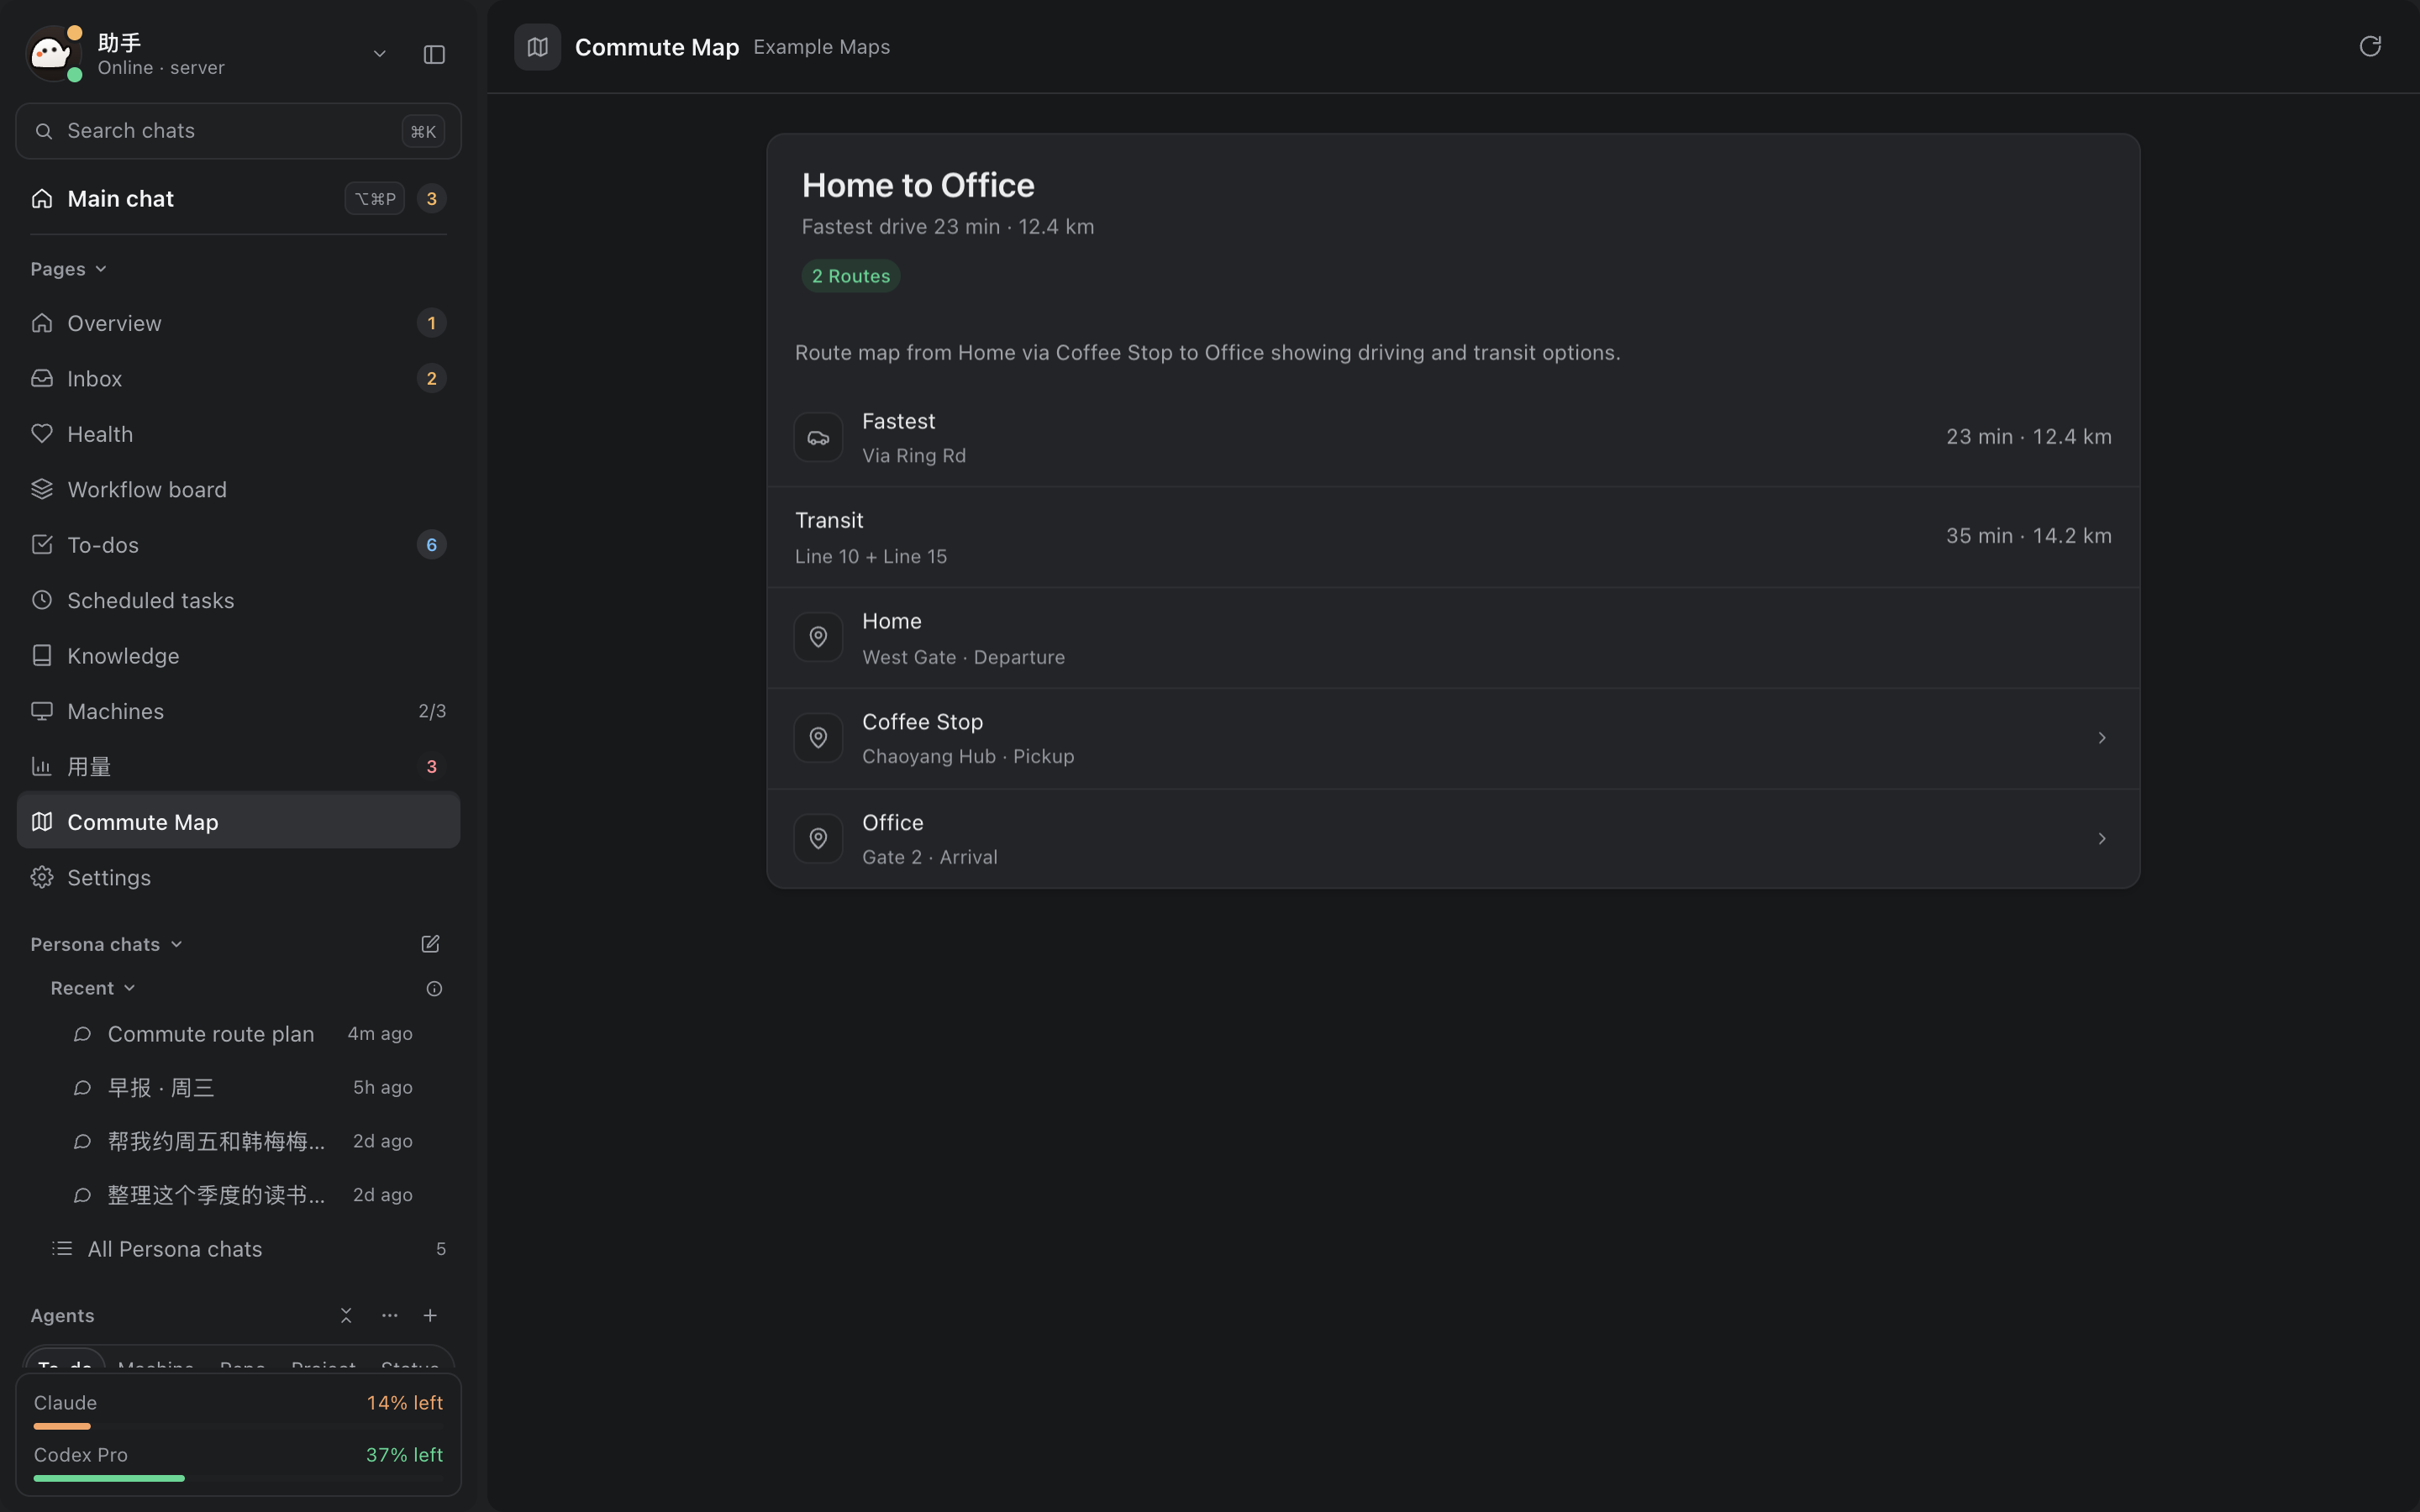 助手
Online · server
Search chats
⌘K
Main chat
⌥⌘P
3
Pages
Overview
1
Inbox
2
Health
Workflow board
To-dos
6
Scheduled tasks
Knowledge
Machines
2/3
用量
3
Commute Map
Settings
Persona chats
Recent
Commute route plan
4m ago
早报 · 周三
5h ago
帮我约周五和韩梅梅...
2d ago
整理这个季度的读书...
2d ago
All Persona chats
5
Agents
To-do
Machine
Repo
Project
Status
Claude
14% left
Codex Pro
37% left
Commute Map
Example Maps
Home to Office
Fastest drive 23 min · 12.4 km
2 Routes
Route map from Home via Coffee Stop to Office showing driving and transit options.
Fastest
Via Ring Rd
23 min · 12.4 km
Transit
Line 10 + Line 15
35 min · 14.2 km
Home
West Gate · Departure
Coffee Stop
Chaoyang Hub · Pickup
Office
Gate 2 · Arrival